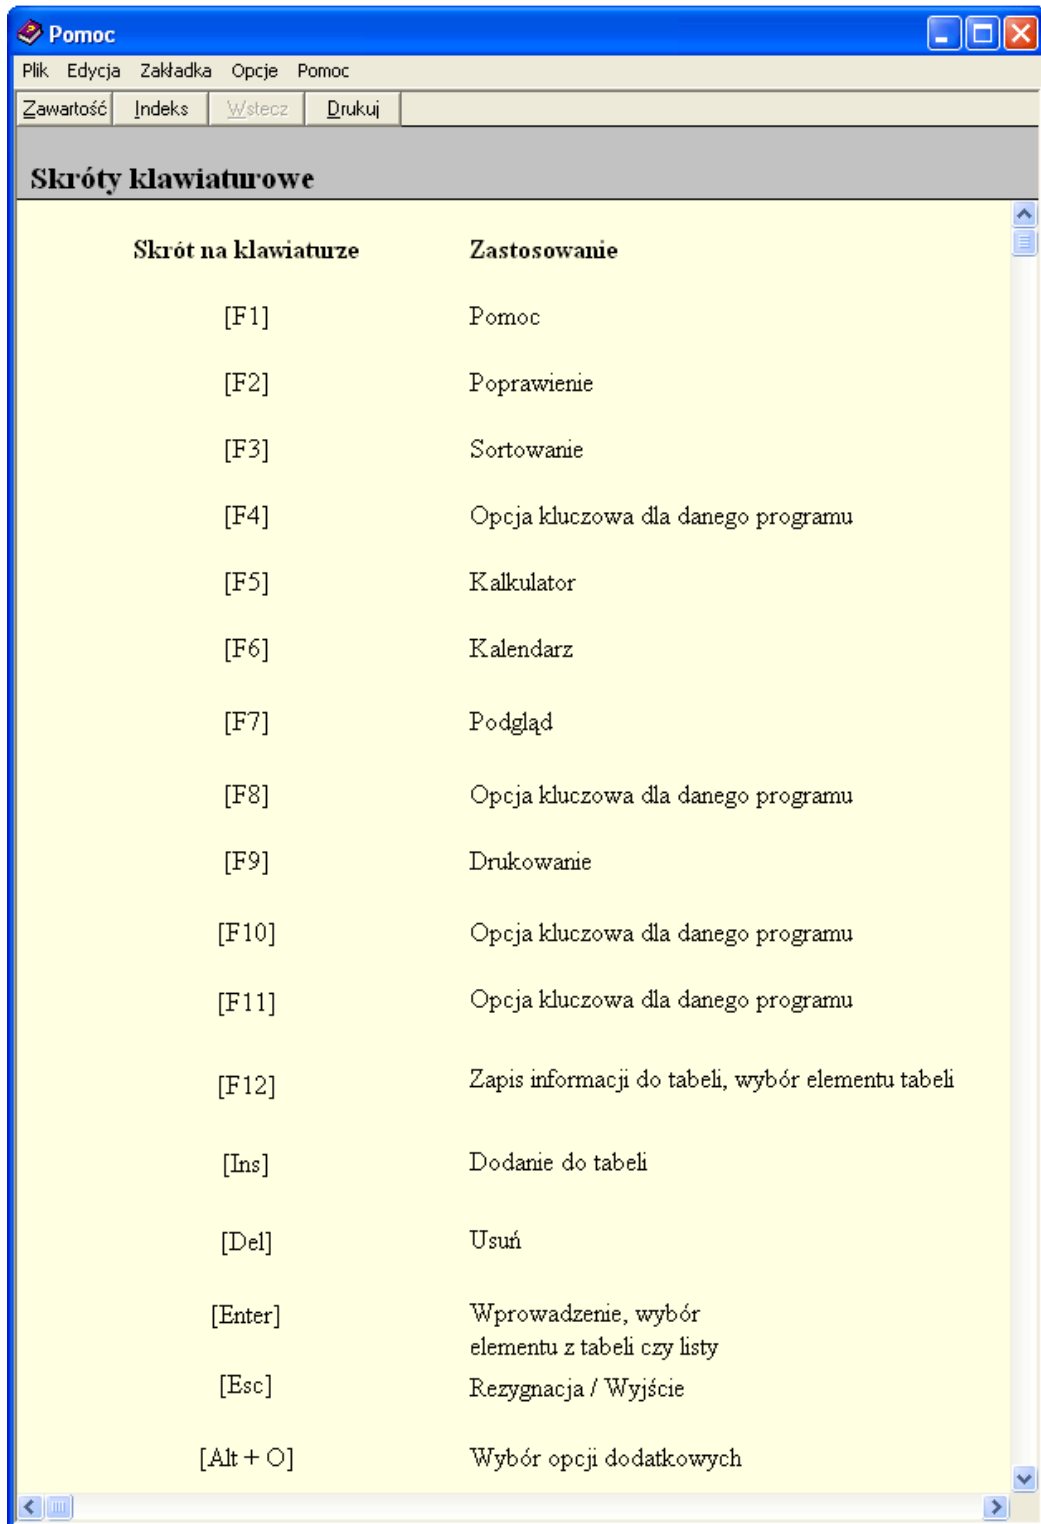 Pomoc
Plik Edycja Zakładka Opcje Pomoc
Zawartość Indeks Wstecz Drukuj
Skróty klawiaturowe
Skrót na klawiaturze Zastosowanie
[F1] Pomoc
[F2] Poprawienie
[F3] Sortowanie
[F4] Opcja kluczowa dla danego programu
[F5] Kalkulator
[F6] Kalendarz
[F7] Podgląd
[F8] Opcja kluczowa dla danego programu
[F9] Drukowanie
[F10] Opcja kluczowa dla danego programu
[F11] Opcja kluczowa dla danego programu
[F12] Zapis informacji do tabeli, wybór elementu tabeli
[Ins] Dodanie do tabeli
[Del] Usuń
[Enter] Wprowadzenie, wybór
elementu z tabeli czy listy
[Esc] Rezygnacja / Wyjście
[Alt + O] Wybór opcji dodatkowych